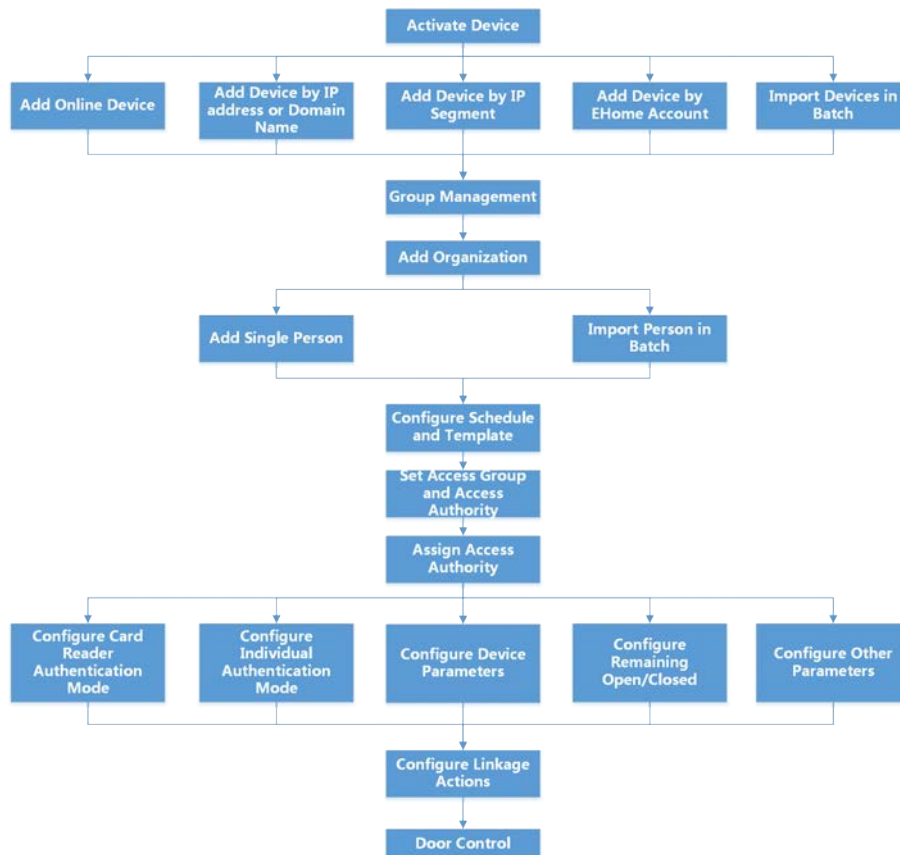 Activate Device
Add Online Device
Add Device by IP
address or Domain
Name
Add Device by IP
Segment
Add Device by
EHome Account
Import Devices in
Batch
Group Management
Add Organization
Add Single Person
Import Person in
Batch
Configure Schedule
and Template
Set Access Group
and Access
Authority
Assign Access
Authority
Configure Card
Reader
Authentication
Mode
Configure
Individual
Authentication
Mode
Configure Device
Parameters
Configure
Remaining
Open/Closed
Configure Other
Parameters
Configure Linkage
Actions
Door Control